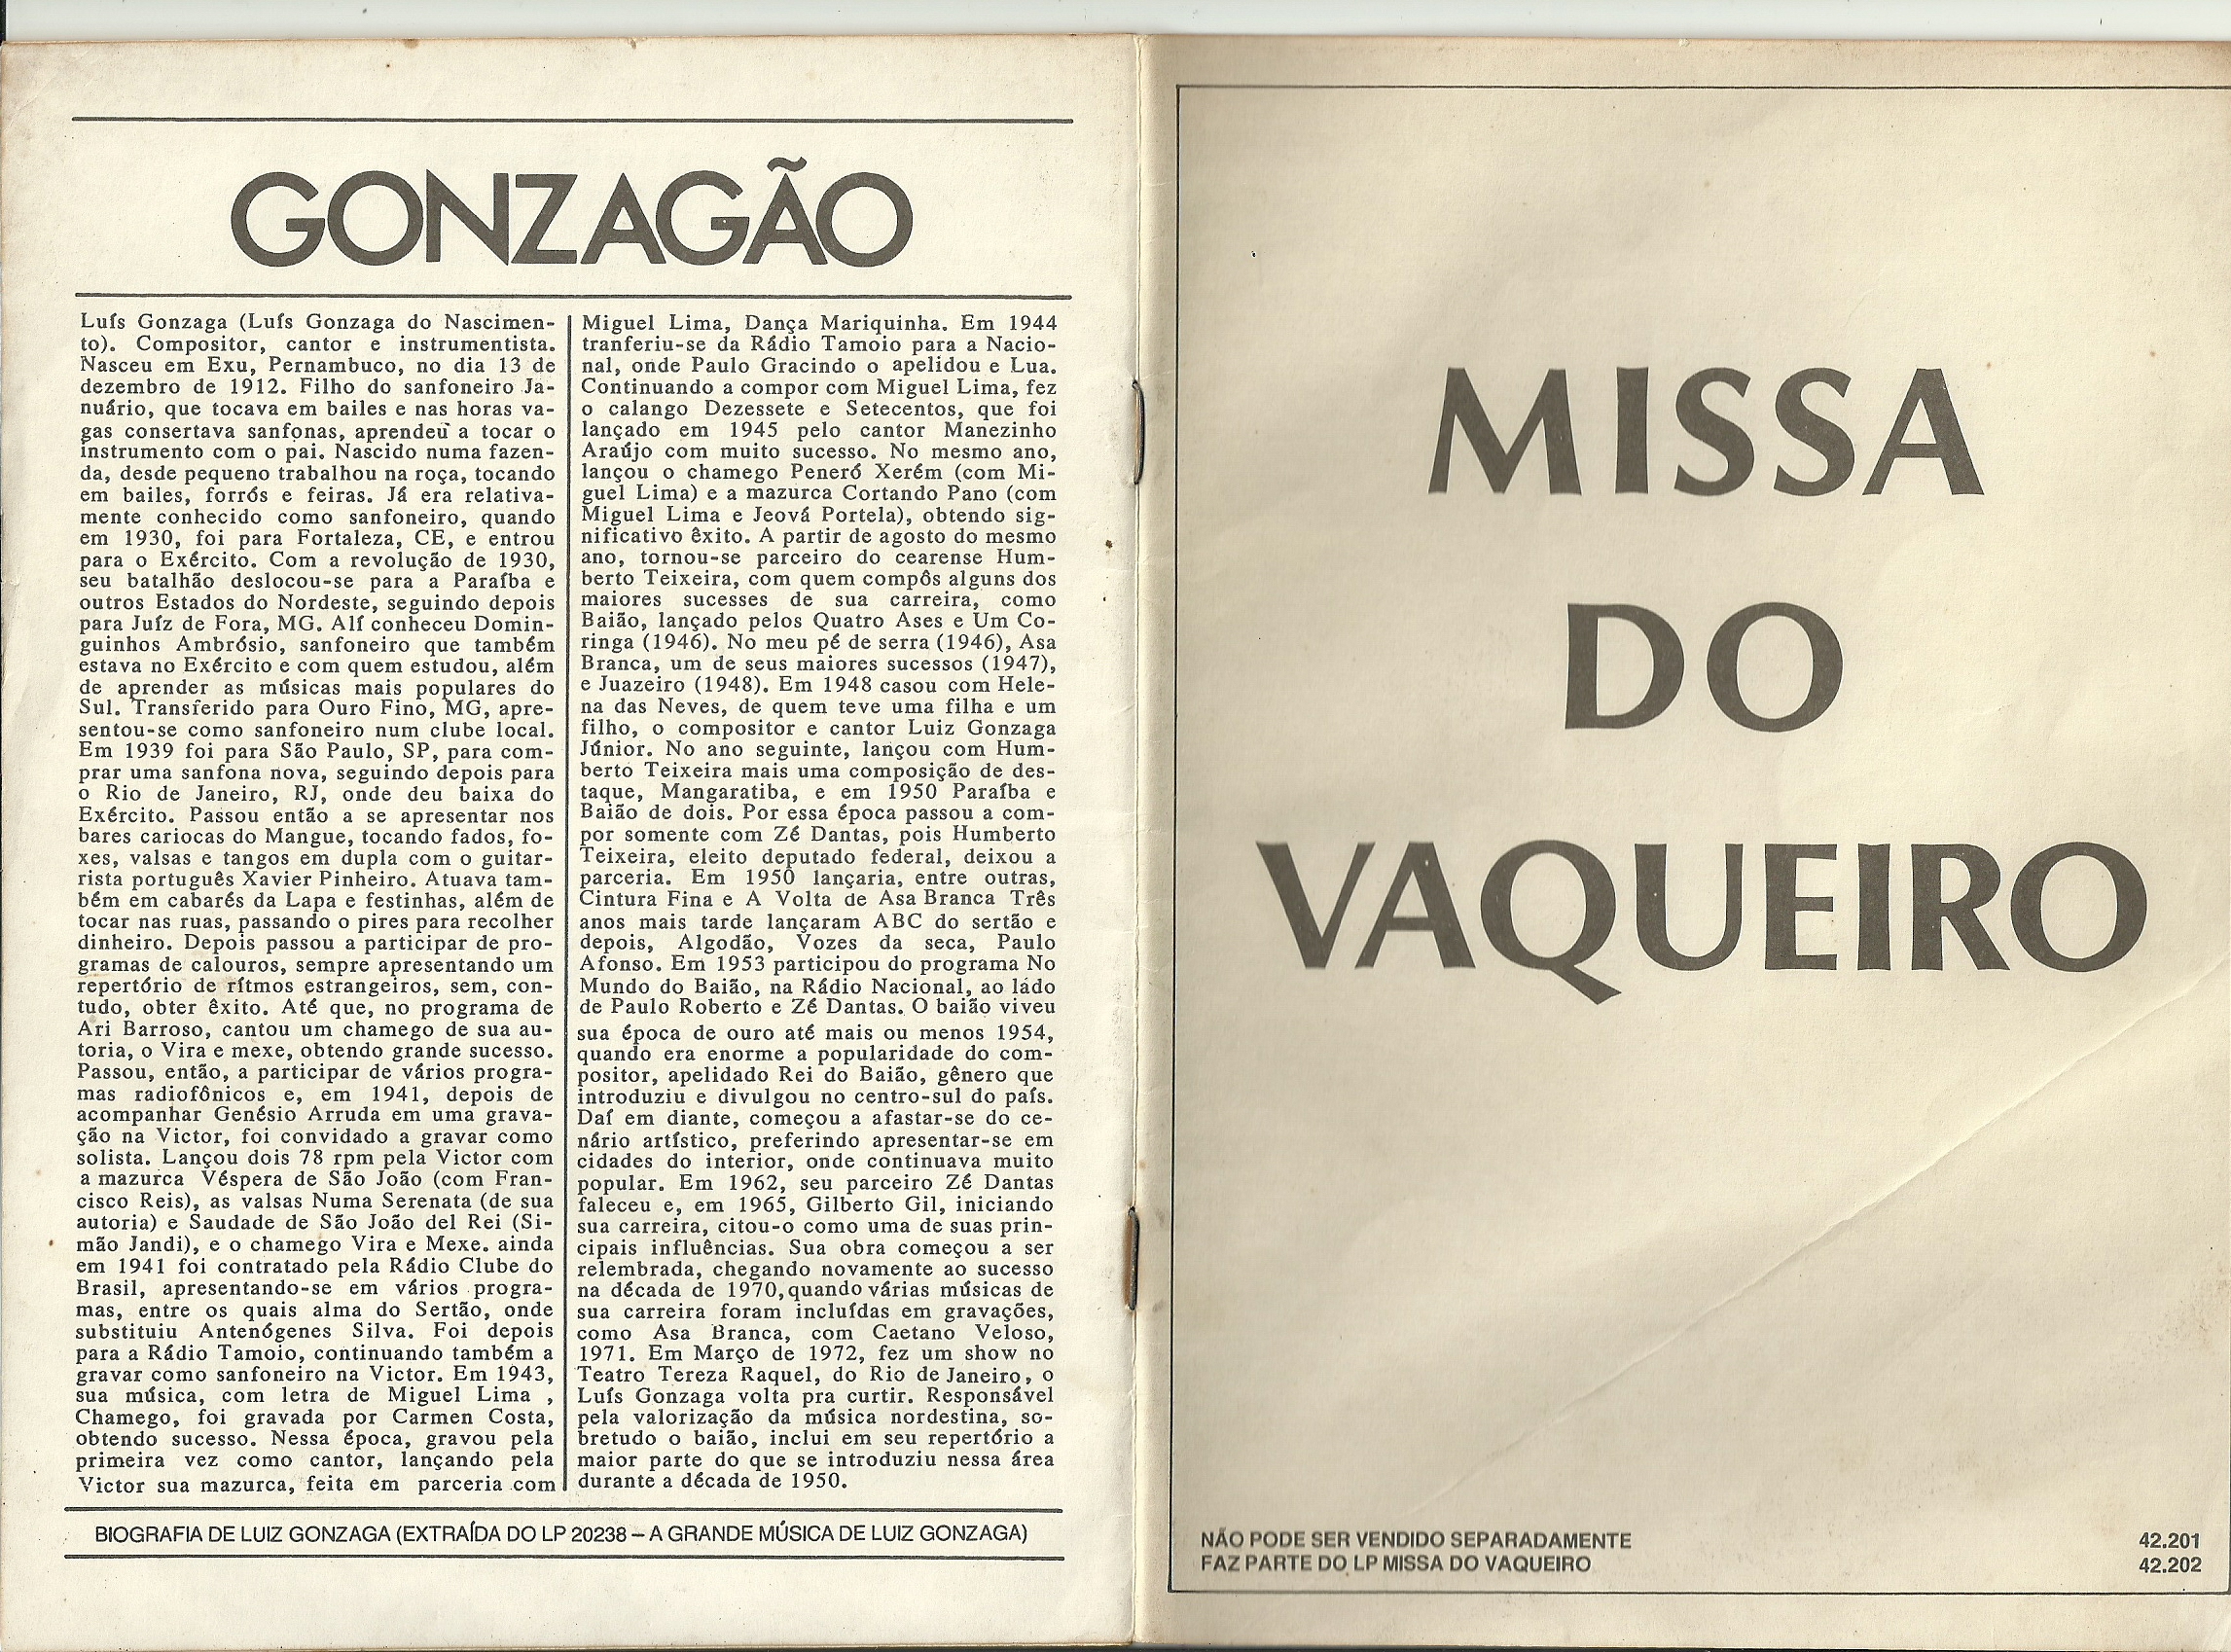 GONZAGÃO
Luís Gonzaga (Luís Gonzaga do Nascimen-
to). Compositor, cantor e instrumentista.
Nasceu em Exu, Pernambuco, no dia 13 de
dezembro de 1912. Filho do sanfoneiro Ja-
nuário, que tocava em bailes e nas horas va-
gas consertava sanfonas, aprendeu a tocar o
instrumento com o pai. Nascido numa fazen-
da, desde pequeno trabalhou na roça, tocando
em bailes, forrós e feiras. Já era relativa-
mente conhecido como sanfoneiro, quando
em 1930, foi para Fortaleza, CE, e entrou
para o Exército. Com a revolução de 1930,
seu batalhão deslocou-se para a Paraíba e
outros Estados do Nordeste, seguindo depois
para Juíz de Fora, MG. Alí conheceu Domin-
guinhos Ambrósio, sanfoneiro que também
estava no Exército e com quem estudou, além
de aprender as músicas mais populares do
Sul. Transferido para Ouro Fino, MG, apre-
sentou-se como sanfoneiro num clube local.
Em 1939 foi para São Paulo, SP, para com-
prar uma sanfona nova, seguindo depois para
o Rio de Janeiro, RJ, onde deu baixa do
Exército. Passou então a se apresentar nos
bares cariocas do Mangue, tocando fados, fo-
xes, valsas e tangos em dupla com o guitar-
rista português Xavier Pinheiro. Atuava tam-
bém em cabarés da Lapa e festinhas, além de
tocar nas ruas, passando o pires para recolher
dinheiro. Depois passou a participar de pro-
gramas de calouros, sempre apresentando um
repertório de rítmos estrangeiros, sem, con-
tudo, obter êxito. Até que, no programa de
Ari Barroso, cantou um chamego de sua au-
toria, o Vira e mexe, obtendo grande sucesso.
Passou, então, a participar de vários progra-
mas radiofônicos e, em 1941, depois de
acompanhar Genésio Arruda em uma grava-
ção na Victor, foi convidado a gravar como
solista. Lançou dois 78 rpm pela Victor com
a mazurca Véspera de São João (com Fran-
cisco Reis), as valsas Numa Serenata (de sua
autoria) e Saudade de São João del Rei (Si-
mão Jandi), e o chamego Vira e Mexe. ainda
em 1941 foi contratado pela Rádio Clube do
Brasil, apresentando-se em vários progra-
mas, entre os quais alma do Sertão, onde
substituiu Antenógenes Silva. Foi depois
para a Rádio Tamoio, continuando também a
gravar como sanfoneiro na Victor. Em 1943,
sua música, com letra de Miguel Lima ,
Chamego, foi gravada por Carmen Costa,
obtendo sucesso. Nessa época, gravou pela
primeira vez como cantor, lançando pela
Victor sua mazurca, feita em parceria com
Miguel Lima, Dança Mariquinha. Em 1944
tranferiu-se da Rádio Tamoio para a Nacio-
nal, onde Paulo Gracindo o apelidou e Lua.
Continuando a compor com Miguel Lima, fez
o calango Dezessete e Setecentos, que foi
lançado em 1945 pelo cantor Manezinho
Araújo com muito sucesso. No mesmo ano,
lançou o chamego Peneró Xerém (com Mi-
guel Lima) e a mazurca Cortando Pano (com
Miguel Lima e Jeová Portela), obtendo sig-
nificativo êxito. A partir de agosto do mesmo
ano, tornou-se parceiro do cearense Hum-
berto Teixeira, com quem compôs alguns dos
maiores sucesses de sua carreira, como
Baião, lançado pelos Quatro Ases e Um Co-
ringa (1946). No meu pé de serra (1946), Asa
Branca, um de seus maiores sucessos (1947),
e Juazeiro (1948). Em 1948 casou com Hele-
na das Neves, de quem teve uma filha e um
filho, o compositor e cantor Luiz Gonzaga
Júnior. No ano seguinte, lançou com Hum-
berto Teixeira mais uma composição de des-
taque, Mangaratiba, e em 1950 Paraíba e
Baião de dois. Por essa época passou a com-
por somente com Zé Dantas, pois Humberto
Teixeira, eleito deputado federal, deixou a
parceria. Em 1950 lançaria, entre outras,
Cintura Fina e A Volta de Asa Branca Três
anos mais tarde lançaram ABC do sertão e
depois, Algodão, Vozes da seca, Paulo
Afonso. Em 1953 participou do programa No
Mundo do Baião, na Rádio Nacional, ao lado
de Paulo Roberto e Zé Dantas. O baião viveu
sua época de ouro até mais ou menos 1954,
quando era enorme a popularidade do com-
positor, apelidado Rei do Baião, gênero que
introduziu e divulgou no centro-sul do país.
Daí em diante, começou a afastar-se do ce-
nário artístico, preferindo apresentar-se em
cidades do interior, onde continuava muito
popular. Em 1962, seu parceiro Zé Dantas
faleceu e, em 1965, Gilberto Gil, iniciando
sua carreira, citou-o como uma de suas prin-
cipais influências. Sua obra começou a ser
relembrada, chegando novamente ao sucesso
na década de 1970,quando várias músicas de
sua carreira foram incluídas em gravações,
como Asa Branca, com Caetano Veloso,
1971. Em Março de 1972, fez um show no
Teatro Tereza Raquel, do Rio de Janeiro, o
Luís Gonzaga volta pra curtir. Responsável
pela valorização da música nordestina, so-
bretudo o baião, inclui em seu repertório a
maior parte do que se introduziu nessa área
durante a década de 1950.
BIOGRAFIA DE LUIZ GONZAGA (EXTRAÍDA DO LP 20238 – A GRANDE MÚSICA DE LUIZ GONZAGA)
MISSA
DO
VAQUEIRO
NÃO PODE SER VENDIDO SEPARADAMENTE
FAZ PARTE DO LP MISSA DO VAQUEIRO
42.201
42.202